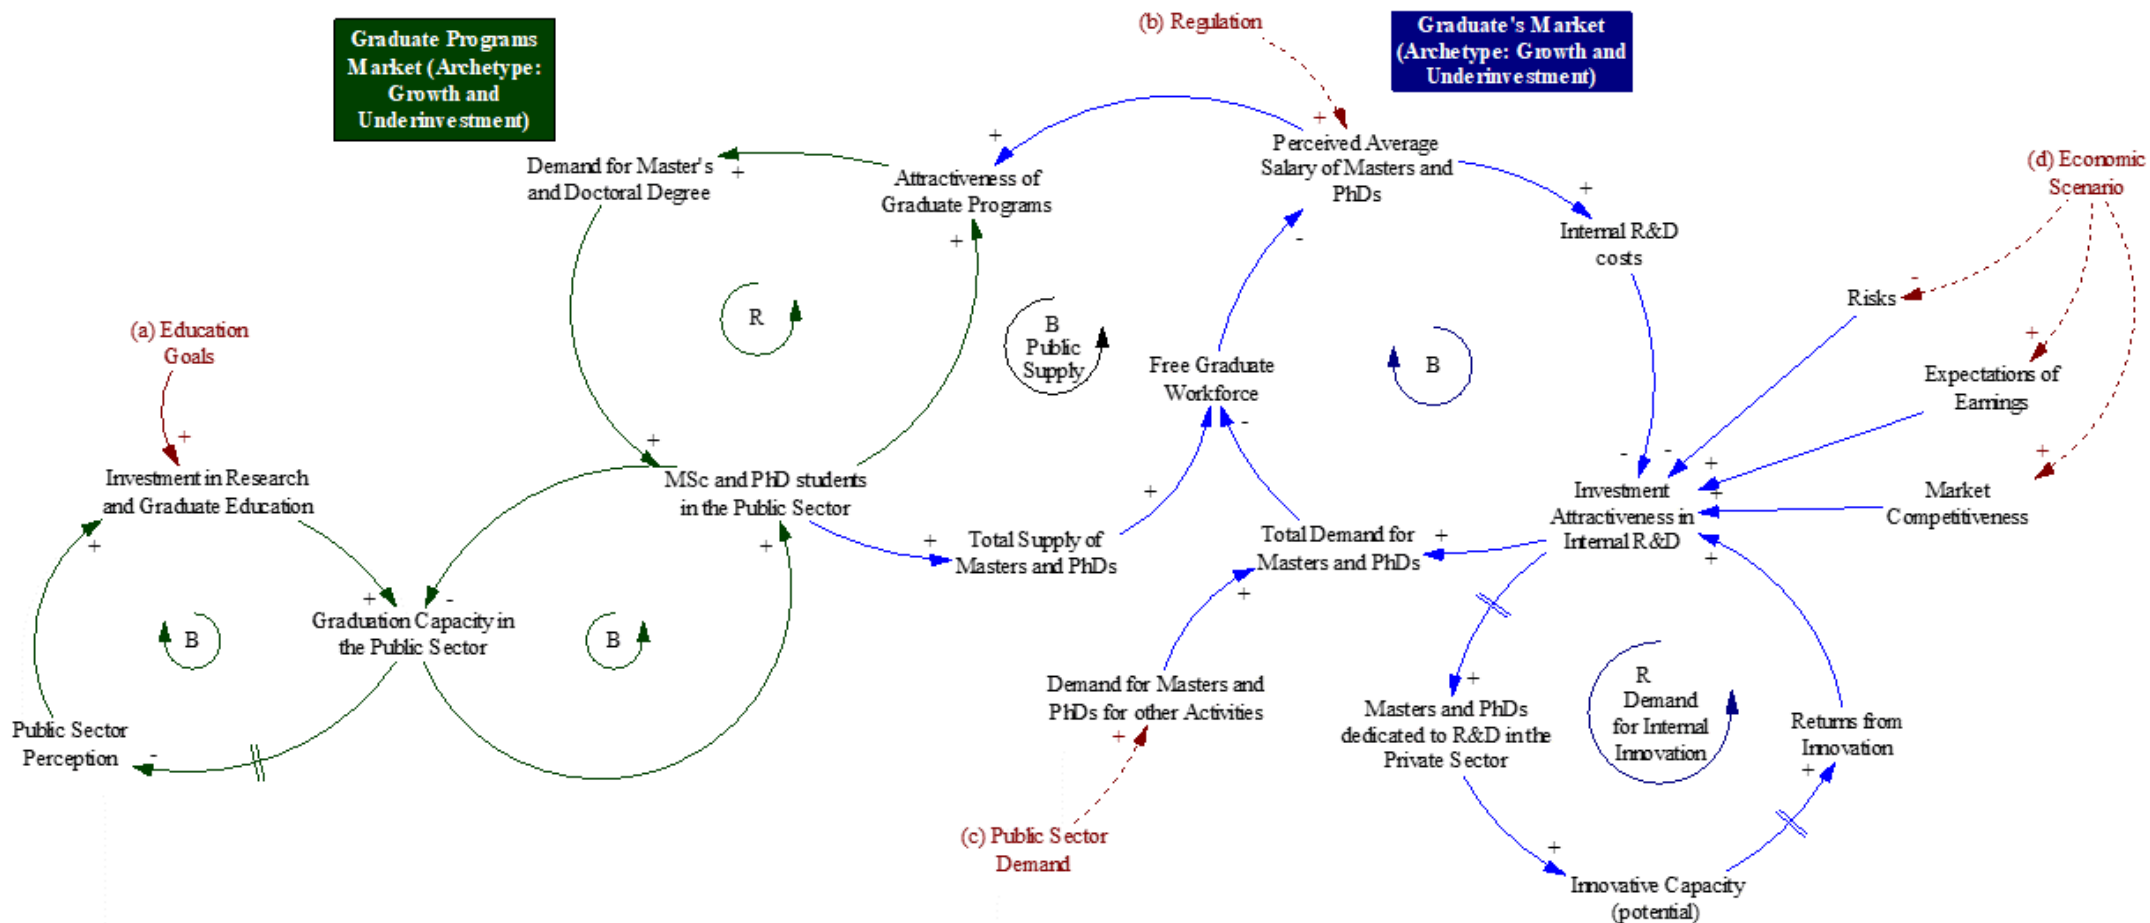 Graduate Programs
Market (Archetype:
Growth and
Underinvestment)
(b) Regulation
Graduate's Market
(Archetype: Growth and
Underinvestment)
Demand for Master's
and Doctoral Degree
+
Attractiveness of
Graduate Programs
+
+
Perceived Average
Salary of Masters and
PhDs
+
-
Internal R&D
costs
+
(d) Economic
Scenario
Risks
-
Expectations of
Earnings
+
Market
Competitiveness
+
R
B
Public
Supply
B
(a) Education
Goals
Investment in Research
and Graduate Education
+
+
MSc and PhD students
in the Public Sector
+
+
Free Graduate
Workforce
+
-
Total Supply of
Masters and PhDs
+
Total Demand for
Masters and PhDs
+
+
Investment
Attractiveness in
Internal R&D
-
-
+
+
+
Graduation Capacity in
the Public Sector
+
-
B
B
Public Sector
Perception
-
Demand for Masters and
PhDs for other Activities
+
(c) Public Sector
Demand
Masters and PhDs
dedicated to R&D in the
Private Sector
+
R
Demand
for Internal
Innovation
Returns from
Innovation
+
Innovative Capacity
(potential)
+